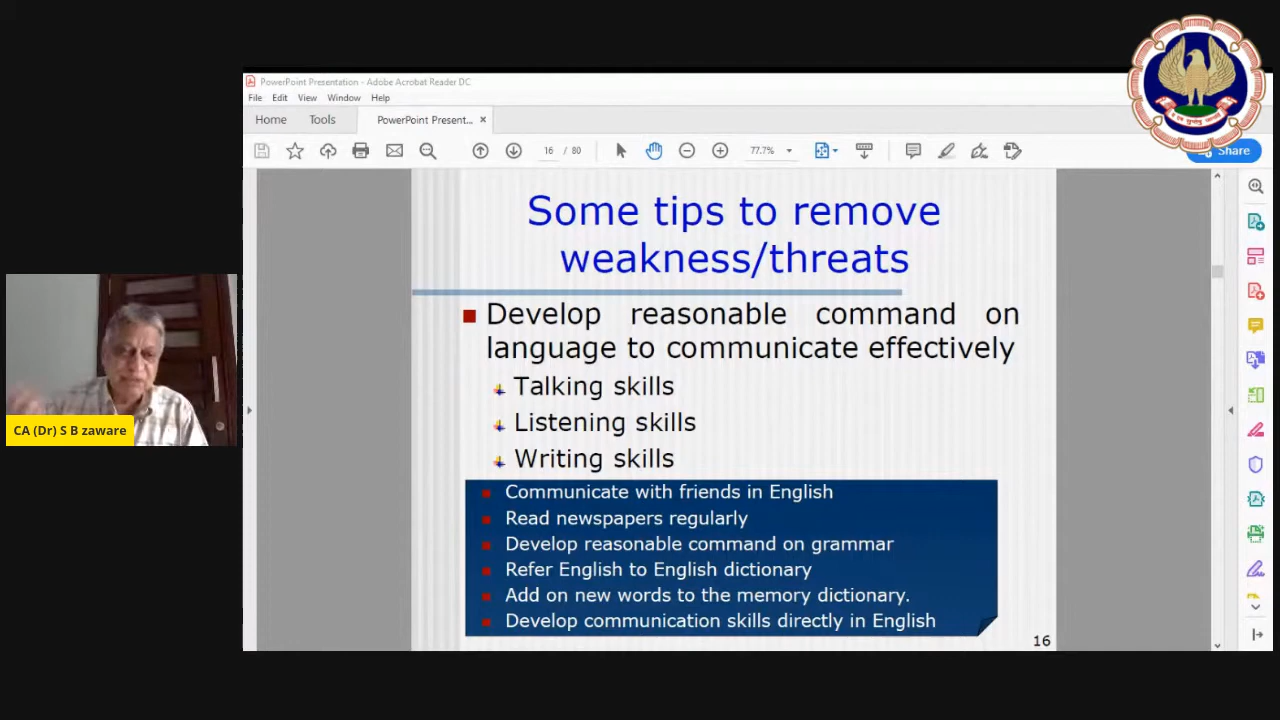 PowerPoint Presentation - Adobe Acrobat Reader DC
File Edit View Window Help
Home Tools PowerPoint Present... ×
16 / 80 77.7% Share
Some tips to remove
weakness/threats
Develop reasonable command on
language to communicate effectively
Talking skills
Listening skills
Writing skills
Communicate with friends in English
Read newspapers regularly
Develop reasonable command on grammar
Refer English to English dictionary
Add on new words to the memory dictionary.
Develop communication skills directly in English
16
CA (Dr) S B zaware